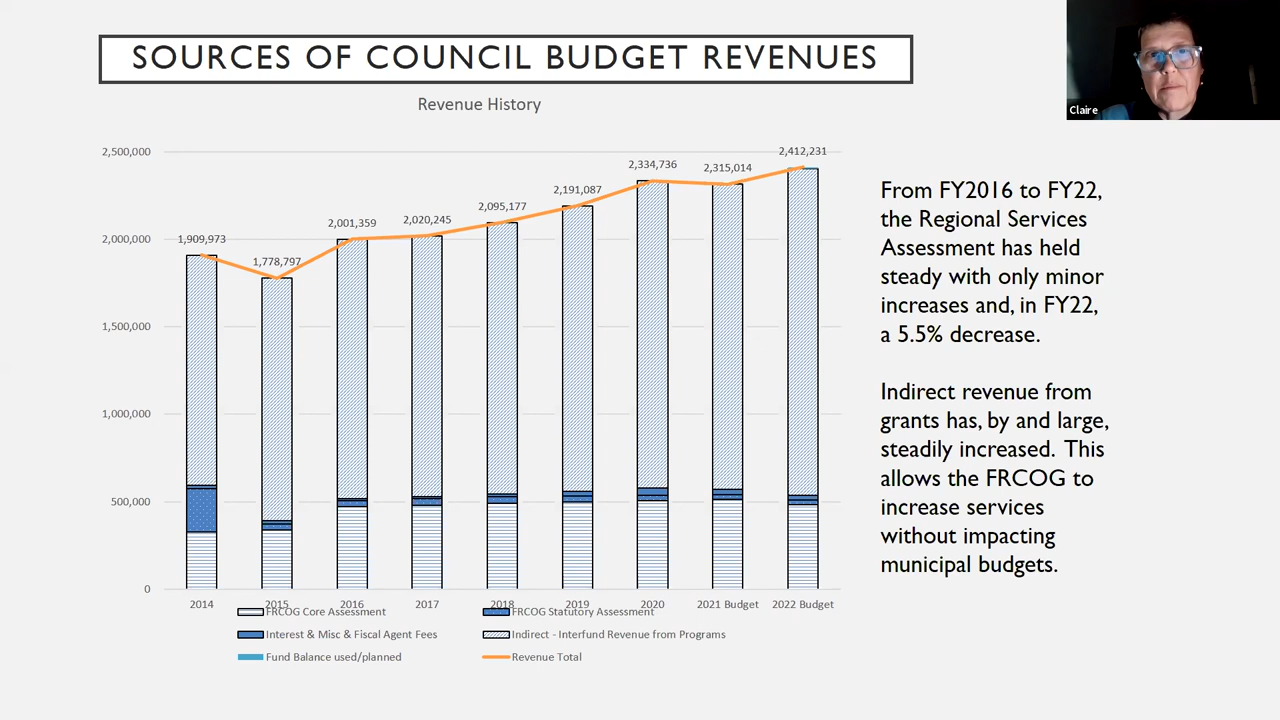 SOURCES OF COUNCIL BUDGET REVENUES
Claire
Revenue History
2,500,000
2,000,000
1,500,000
1,000,000
500,000
0
1,909,973
1,778,797
2,001,359
2,020,245
2,095,177
2,191,087
2,334,736
2,315,014
2,412,231
2014
2015
2016
2017
2018
2019
2020
2021 Budget
2022 Budget
FRCOG Core Assessment
FRCOG Statutory Assessment
Interest & Misc & Fiscal Agent Fees
Indirect - Interfund Revenue from Programs
Fund Balance used/planned
Revenue Total
From FY2016 to FY22,
the Regional Services
Assessment has held
steady with only minor
increases and, in FY22,
a 5.5% decrease.
Indirect revenue from
grants has, by and large,
steadily increased. This
allows the FRCOG to
increase services
without impacting
municipal budgets.